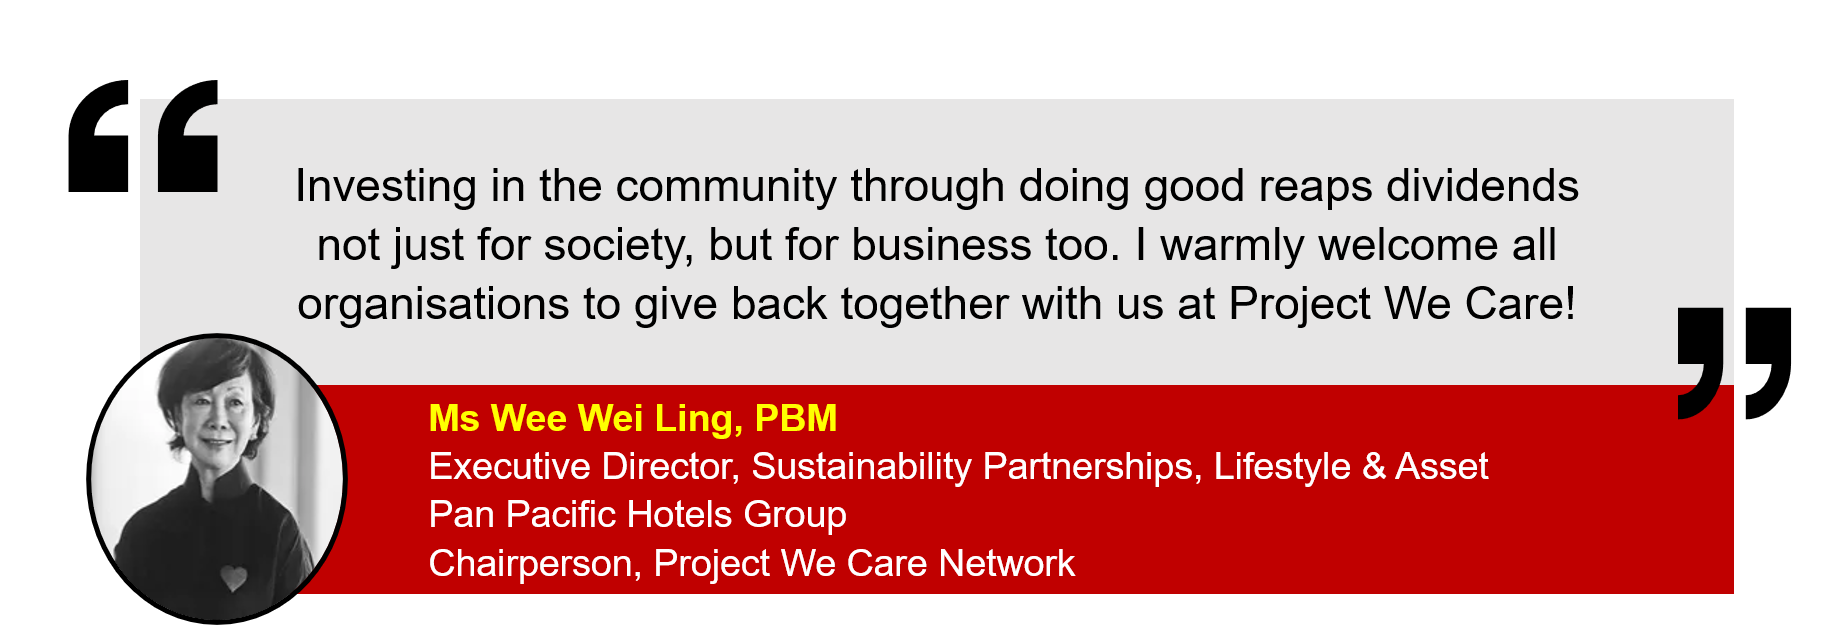 “
Investing in the community through doing good reaps dividends
not just for society, but for business too. I warmly welcome all
organisations to give back together with us at Project We Care!
”
Ms Wee Wei Ling, PBM
Executive Director, Sustainability Partnerships, Lifestyle & Asset
Pan Pacific Hotels Group
Chairperson, Project We Care Network